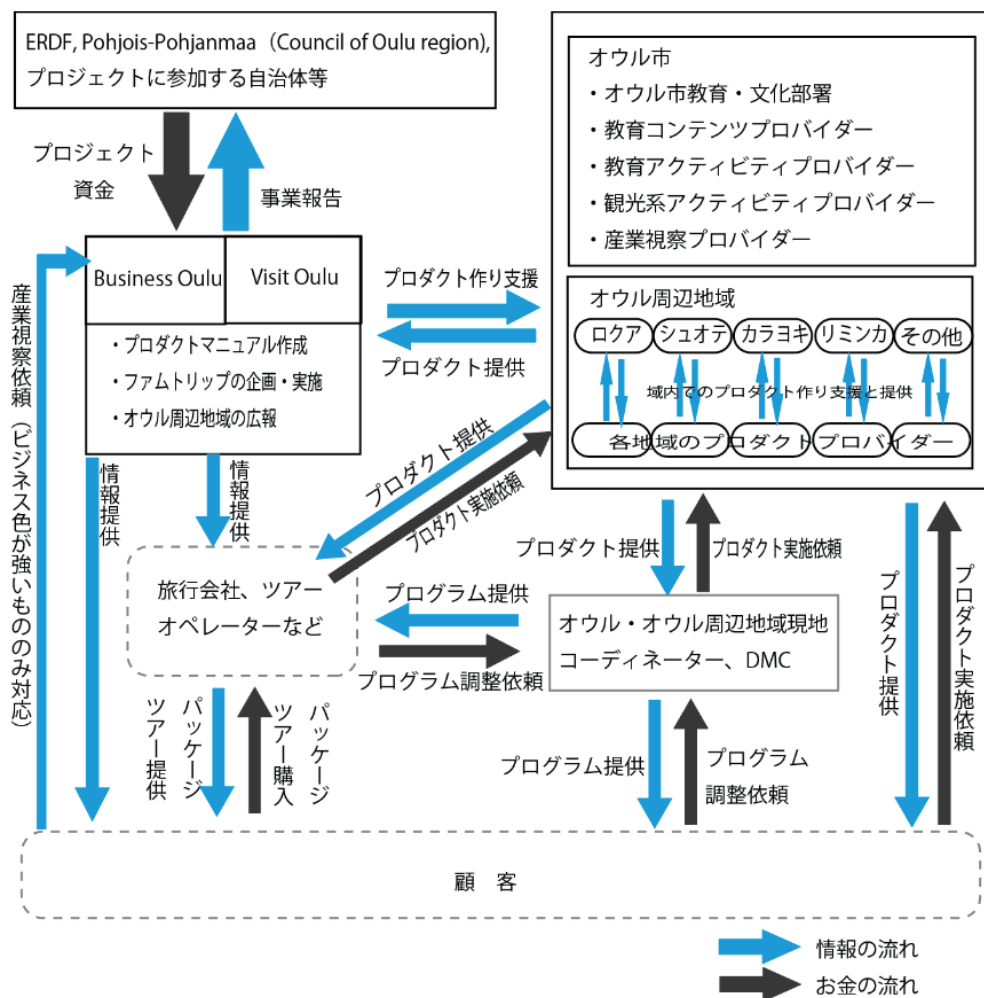 ERDF, Pohjois-Pohjanmaa（Council of Oulu region),
プロジェクトに参加する自治体等
プロジェクト
資金
事業報告
オウル市
・オウル市教育・文化部署
・教育コンテンツプロバイダー
・教育アクティビティプロバイダー
・観光系アクティビティプロバイダー
・産業視察プロバイダー
Business Oulu
Visit Oulu
・プロダクトマニュアル作成
・ファムトリップの企画・実施
・オウル周辺地域の広報
プロダクト作り支援
プロダクト提供
オウル周辺地域
ロクア
シュオテ
カラヨキ
リミンカ
その他
域内でのプロダクト作り支援と提供
各地域のプロダクトプロバイダー
産業視察依頼（ビジネス色が強いもののみ対応）
情報提供
情報提供
プロダクト提供
プロダクト実施依頼
旅行会社、ツアー
オペレーターなど
プログラム提供
プログラム調整依頼
プロダクト提供
プロダクト実施依頼
オウル・オウル周辺地域現地
コーディネーター、DMC
プロダクト提供
プロダクト実施依頼
パッケージ
ツアー提供
パッケージ
ツアー購入
プログラム提供
プログラム
調整依頼
顧　客
情報の流れ
お金の流れ